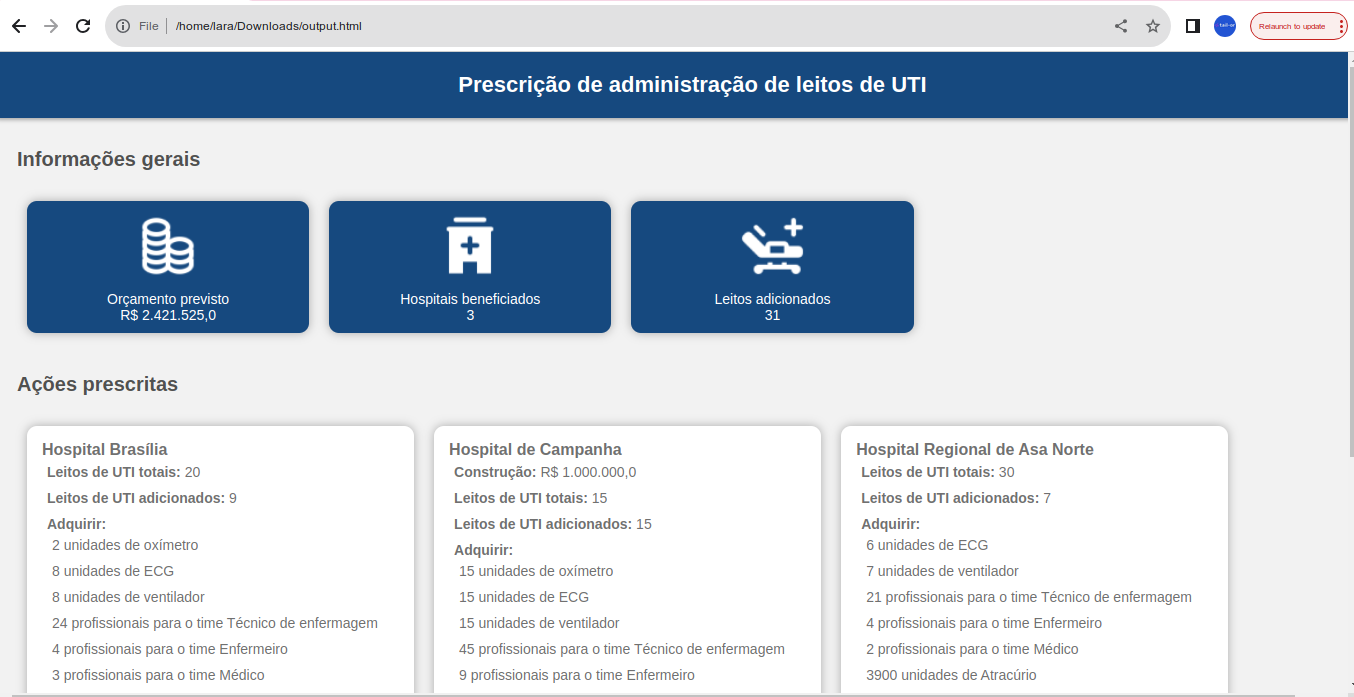 File
/home/lara/Downloads/output.html
Relaunch to update
Prescrição de administração de leitos de UTI
Informações gerais
Orçamento previsto
R$ 2.421.525,0
Hospitais beneficiados
3
Leitos adicionados
31
Ações prescritas
Hospital Brasília
Leitos de UTI totais: 20
Leitos de UTI adicionados: 9
Adquirir:
2 unidades de oxímetro
8 unidades de ECG
8 unidades de ventilador
24 profissionais para o time Técnico de enfermagem
4 profissionais para o time Enfermeiro
3 profissionais para o time Médico
Hospital de Campanha
Construção: R$ 1.000.000,0
Leitos de UTI totais: 15
Leitos de UTI adicionados: 15
Adquirir:
15 unidades de oxímetro
15 unidades de ECG
15 unidades de ventilador
45 profissionais para o time Técnico de enfermagem
9 profissionais para o time Enfermeiro
Hospital Regional de Asa Norte
Leitos de UTI totais: 30
Leitos de UTI adicionados: 7
Adquirir:
6 unidades de ECG
7 unidades de ventilador
21 profissionais para o time Técnico de enfermagem
4 profissionais para o time Enfermeiro
2 profissionais para o time Médico
3900 unidades de Atracúrio